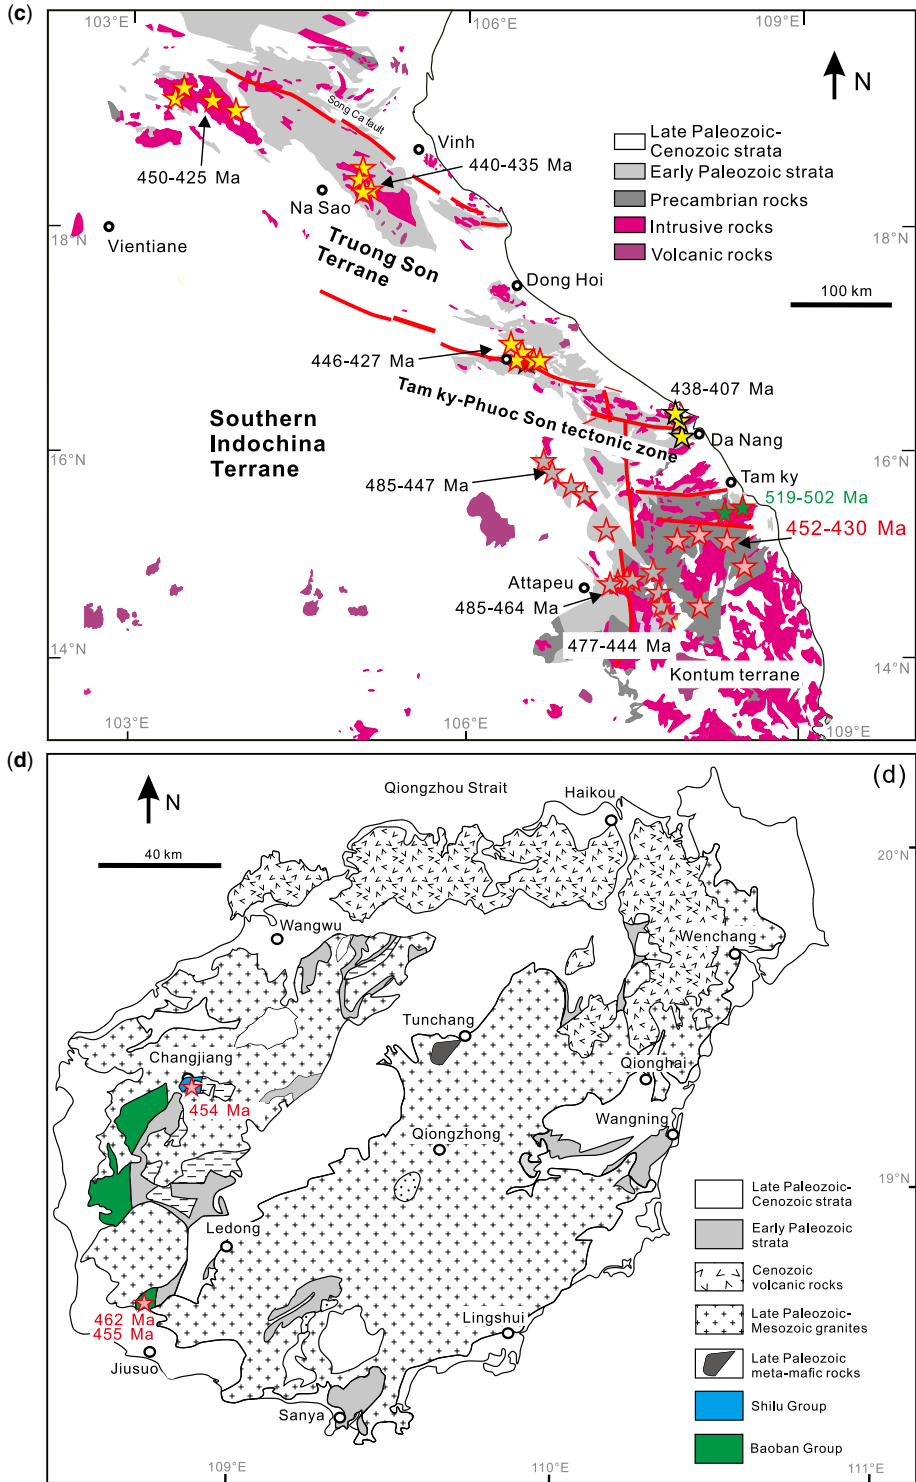 (c)
103°E
106°E
109°E
N
Song Ca fault
Vinh
450-425 Ma
440-435 Ma
Na Sao
18°N
18°N
Vientiane
Truong Son
Terrane
Dong Hoi
Late Paleozoic-
Cenozoic strata
Early Paleozoic strata
Precambrian rocks
Intrusive rocks
Volcanic rocks
100 km
446-427 Ma
438-407 Ma
Tam ky-Phuoc Son tectonic zone
Southern
Indochina
Terrane
Da Nang
16°N
16°N
Tam ky
485-447 Ma
519-502 Ma
452-430 Ma
Attapeu
485-464 Ma
477-444 Ma
14°N
14°N
Kontum terrane
103°E
106°E
109°E
(d)
(d)
N
Qiongzhou Strait
Haikou
40 km
20°N
Wangwu
Wenchang
Tunchang
Changjiang
Qionghai
454 Ma
Wangning
Qiongzhong
19°N
Ledong
462 Ma
455 Ma
Lingshui
Jiusuo
Sanya
Late Paleozoic-
Cenozoic strata
Early Paleozoic
strata
Cenozoic
volcanic rocks
Late Paleozoic-
Mesozoic granites
Late Paleozoic
meta-mafic rocks
Shilu Group
Baoban Group
109°E
110°E
111°E